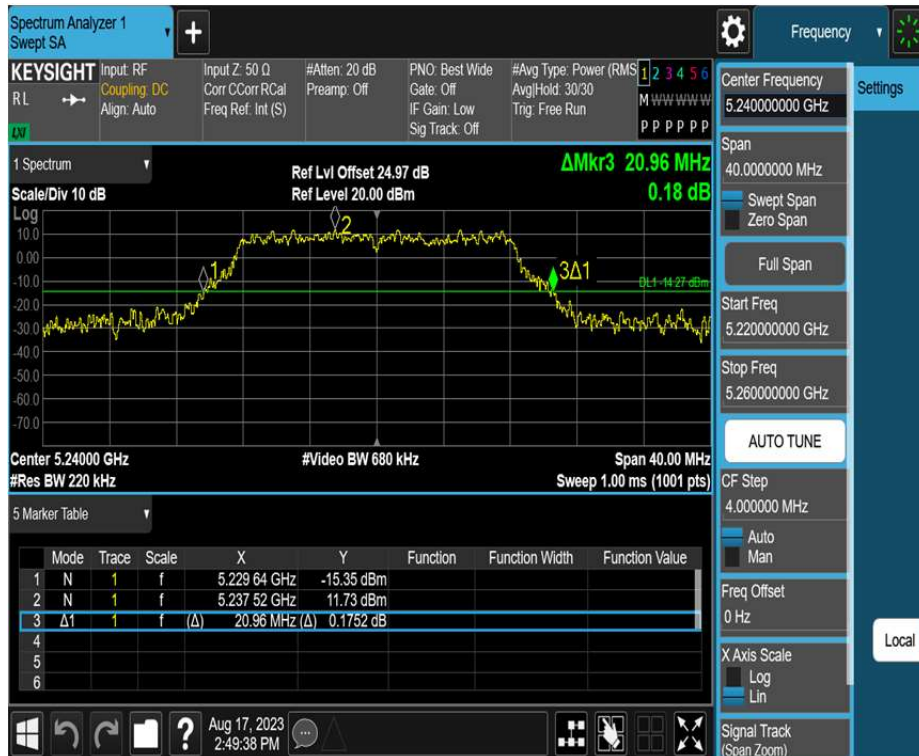 Spectrum Analyzer 1
Swept SA
+
Frequency
KEYSIGHT
RL
LXI
Input: RF
Coupling: DC
Align: Auto
Input Z: 50 Ω
Corr CCorr RCal
Freq Ref: Int (S)
#Atten: 20 dB
Preamp: Off
PNO: Best Wide
Gate: Off
IF Gain: Low
Sig Track: Off
#Avg Type: Power (RMS
Avg|Hold: 30/30
Trig: Free Run
1 2 3 4 5 6
M W W W W W
P P P P P P
1 Spectrum
Scale/Div 10 dB
Ref Lvl Offset 24.97 dB
Ref Level 20.00 dBm
ΔMkr3 20.96 MHz
0.18 dB
Log
10.0
0.00
-10.0
-20.0
-30.0
-40.0
-50.0
-60.0
-70.0
1
2
3Δ1
DL1 -14.27 dBm
Center 5.24000 GHz
#Video BW 680 kHz
Span 40.00 MHz
#Res BW 220 kHz
Sweep 1.00 ms (1001 pts)
5 Marker Table
Mode Trace Scale X Y Function Function Width Function Value
1 N 1 f 5.229 64 GHz -15.35 dBm
2 N 1 f 5.237 52 GHz 11.73 dBm
3 Δ1 1 f (Δ) 20.96 MHz (Δ) 0.1752 dB
4
5
6
?
Aug 17, 2023
2:49:38 PM
Center Frequency
5.240000000 GHz
Span
40.0000000 MHz
Swept Span
Zero Span
Full Span
Start Freq
5.220000000 GHz
Stop Freq
5.260000000 GHz
AUTO TUNE
CF Step
4.000000 MHz
Auto
Man
Freq Offset
0 Hz
X Axis Scale
Log
Lin
Signal Track
(Span Zoom)
Settings
Local